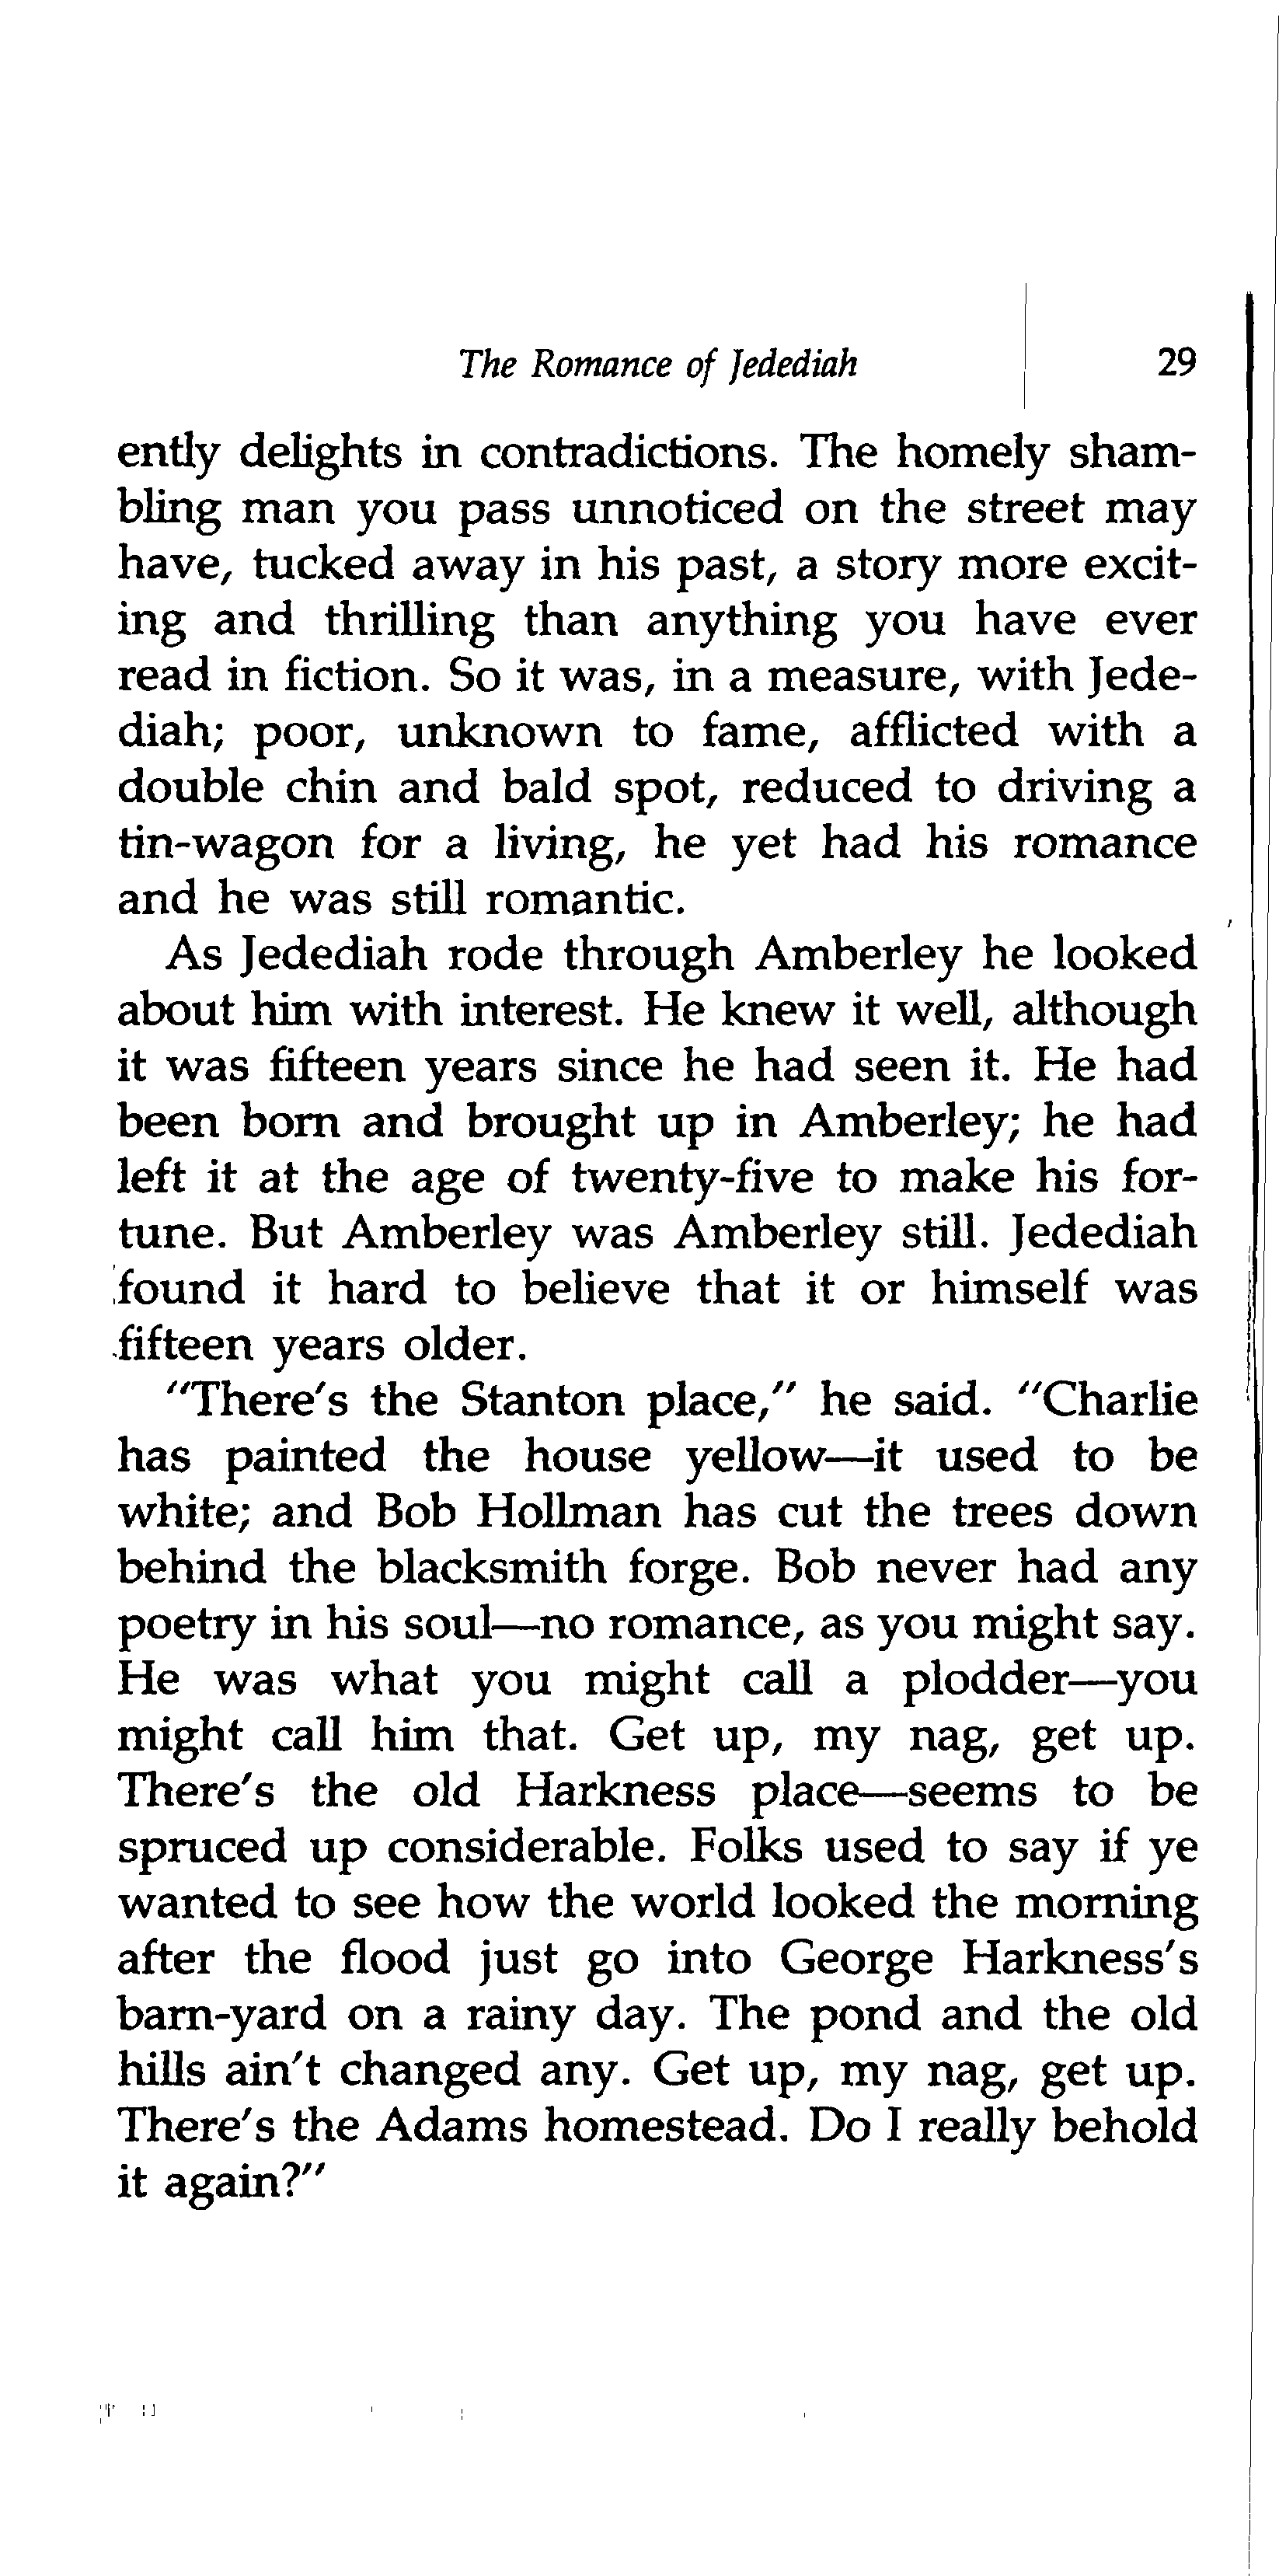 The Romance of Jedediah 29
ently delights in contradictions. The homely sham-
bling man you pass unnoticed on the street may
have, tucked away in his past, a story more excit-
ing and thrilling than anything you have ever
read in fiction. So it was, in a measure, with Jede-
diah; poor, unknown to fame, afflicted with a
double chin and bald spot, reduced to driving a
tin-wagon for a living, he yet had his romance
and he was still romantic.
As Jedediah rode through Amberley he looked
about him with interest. He knew it well, although
it was fifteen years since he had seen it. He had
been born and brought up in Amberley; he had
left it at the age of twenty-five to make his for-
tune. But Amberley was Amberley still. Jedediah
found it hard to believe that it or himself was
fifteen years older.
"There's the Stanton place," he said. "Charlie
has painted the house yellow—it used to be
white; and Bob Hollman has cut the trees down
behind the blacksmith forge. Bob never had any
poetry in his soul—no romance, as you might say.
He was what you might call a plodder—you
might call him that. Get up, my nag, get up.
There's the old Harkness place—seems to be
spruced up considerable. Folks used to say if ye
wanted to see how the world looked the morning
after the flood just go into George Harkness's
barn-yard on a rainy day. The pond and the old
hills ain't changed any. Get up, my nag, get up.
There's the Adams homestead. Do I really behold
it again?"